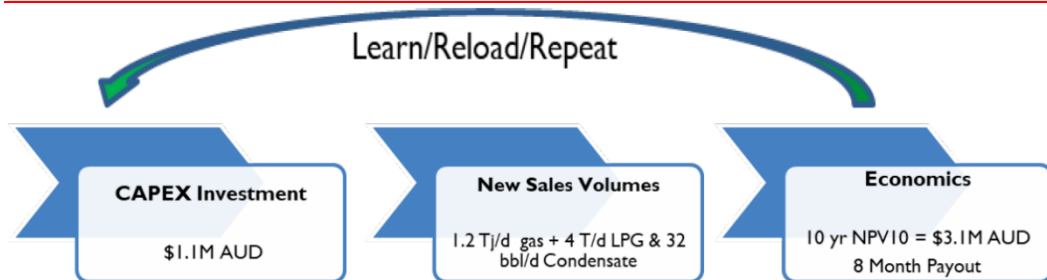 Learn/Reload/Repeat
CAPEX Investment
$1.1M AUD
New Sales Volumes
1.2 Tj/d gas + 4 T/d LPG & 32
bbl/d Condensate
Economics
10 yr NPV10 = $3.1M AUD
8 Month Payout